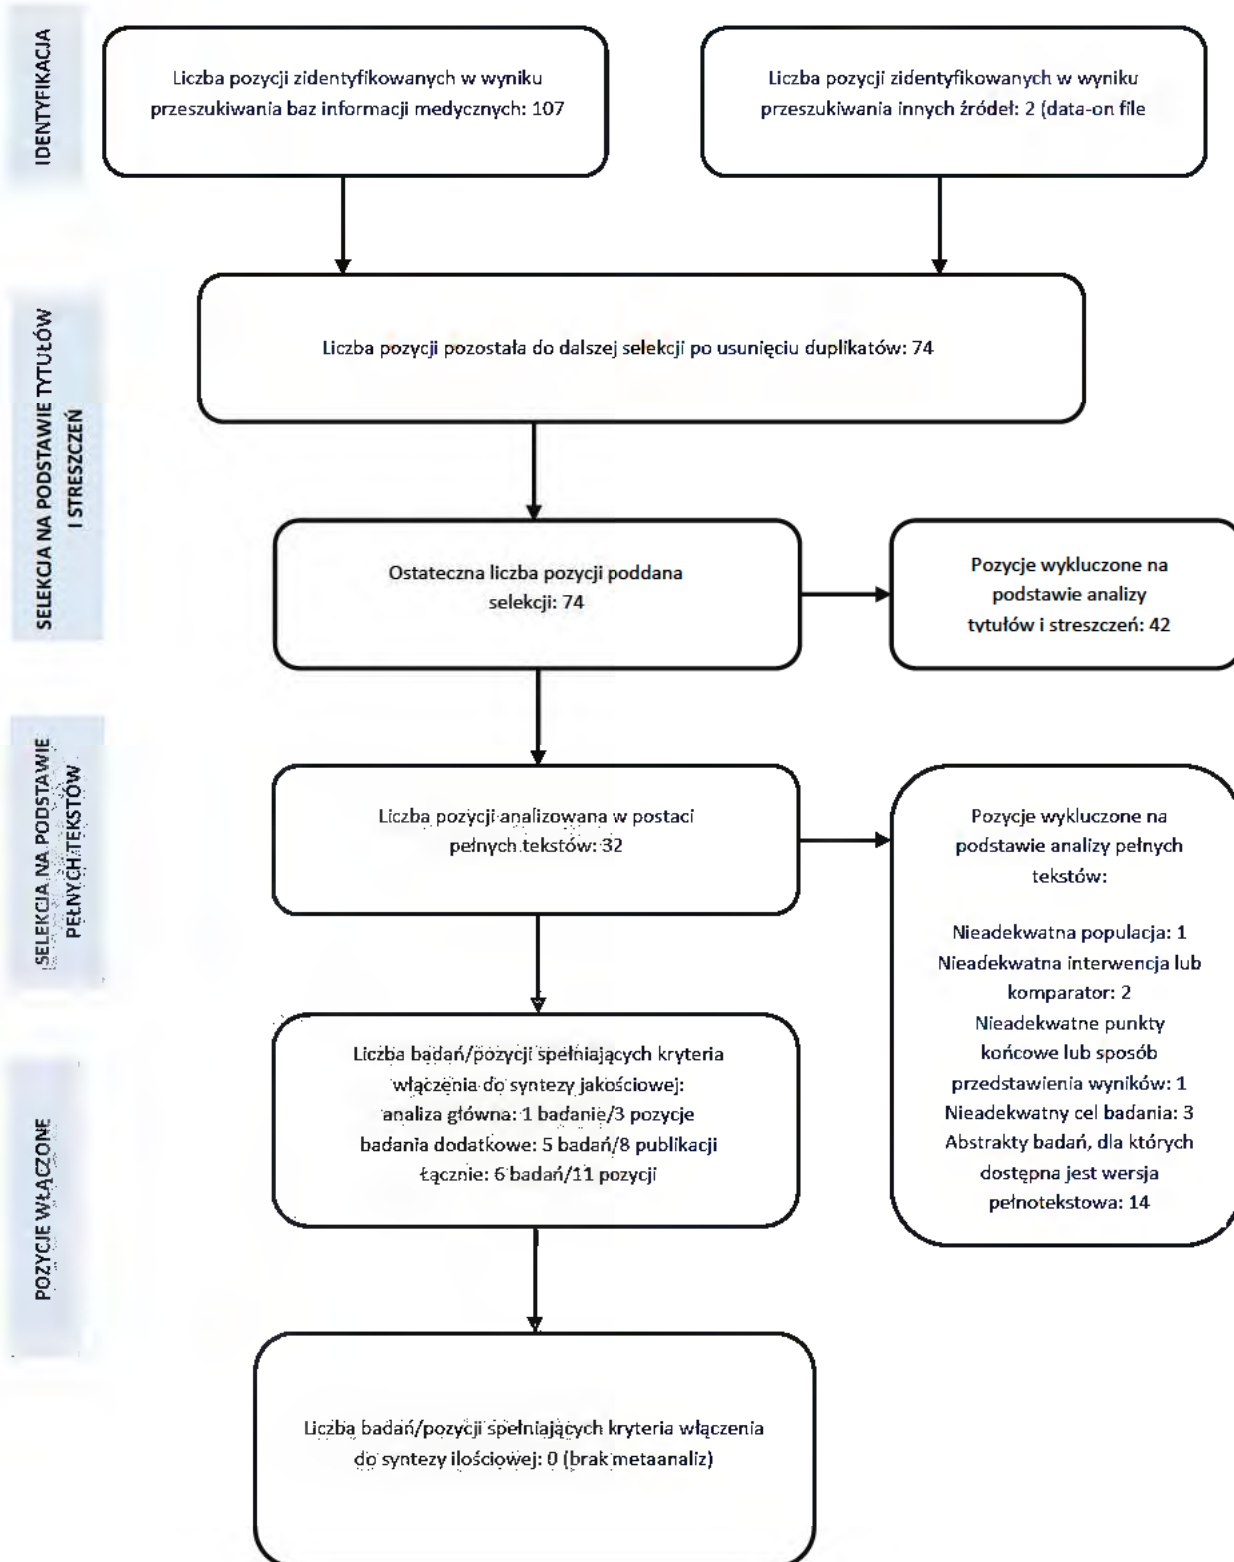 IDENTYFIKACJA
Liczba pozycji zidentyfikowanych w wyniku
przeszukiwania baz informacji medycznych: 107
Liczba pozycji zidentyfikowanych w wyniku
przeszukiwania innych źródeł: 2 (data-on file
SELEKCJA NA PODSTAWIE TYTUŁÓW
I STRESZCZEŃ
Liczba pozycji pozostała do dalszej selekcji po usunięciu duplikatów: 74
Ostateczna liczba pozycji poddana
selekcji: 74
Pozycje wykluczone na
podstawie analizy
tytułów i streszczeń: 42
SELEKCJA NA PODSTAWIE
PEŁNYCH TEKSTÓW
Liczba pozycji analizowana w postaci
pełnych tekstów: 32
Pozycje wykluczone na
podstawie analizy pełnych
tekstów:
Nieadekwatna populacja: 1
Nieadekwatna interwencja lub
komparator: 2
Nieadekwatne punkty
końcowe lub sposób
przedstawienia wyników: 1
Nieadekwatny cel badania: 3
Abstrakty badań, dla których
dostępna jest wersja
pełnotekstowa: 14
POZYCJE WŁĄCZONE
Liczba badań/pozycji spełniających kryteria
włączenia do syntezy jakościowej:
analiza główna: 1 badanie/3 pozycje
badania dodatkowe: 5 badań/8 publikacji
Łącznie: 6 badań/11 pozycji
Liczba badań/pozycji spełniających kryteria włączenia
do syntezy ilościowej: 0 (brak metaanaliz)